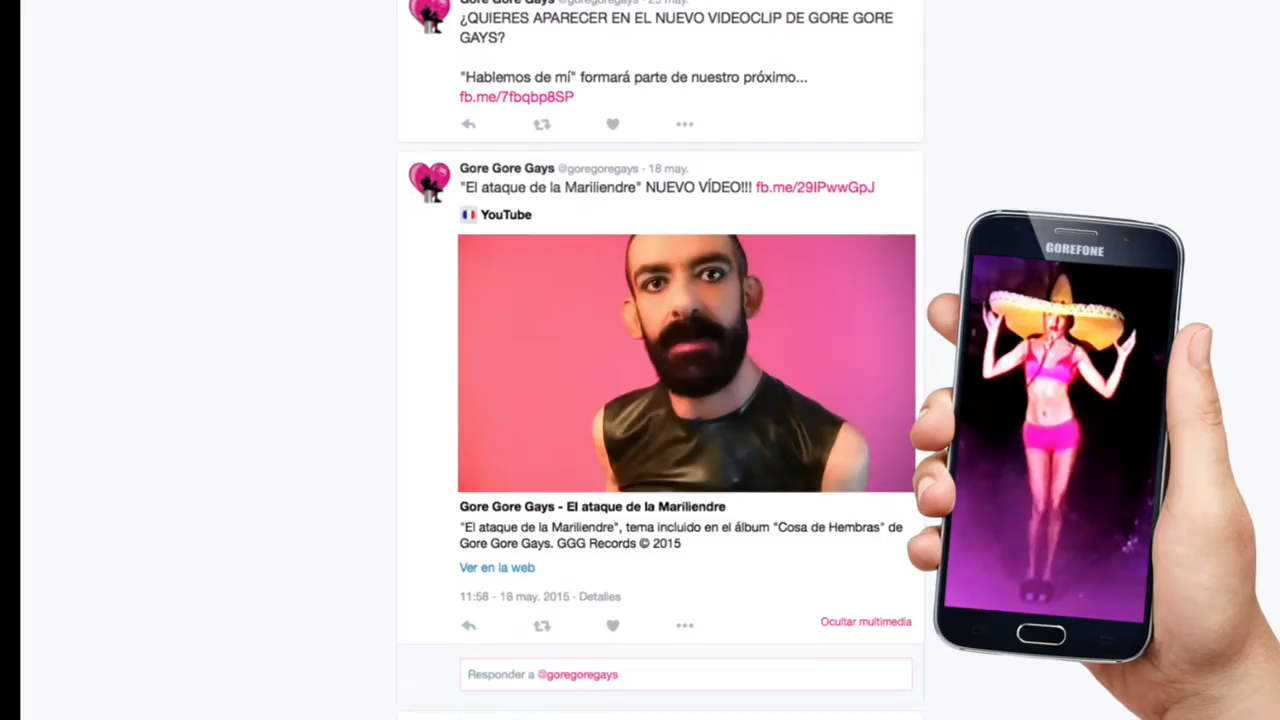 Gore Gore Gays @goregoregays - 29 may.
¿QUIERES APARECER EN EL NUEVO VIDEOCLIP DE GORE GORE
GAYS?
"Hablemos de mí" formará parte de nuestro próximo...
fb.me/7fbqbp8SP
Gore Gore Gays @goregoregays - 18 may.
"El ataque de la Mariliendre" NUEVO VÍDEO!!! fb.me/29IPwwGpJ
YouTube
GOREFONE
Gore Gore Gays - El ataque de la Mariliendre
"El ataque de la Mariliendre", tema incluido en el álbum "Cosa de Hembras" de
Gore Gore Gays. GGG Records © 2015
Ver en la web
11:58 - 18 may. 2015 · Detalles
Ocultar multimedia
Responder a @goregoregays